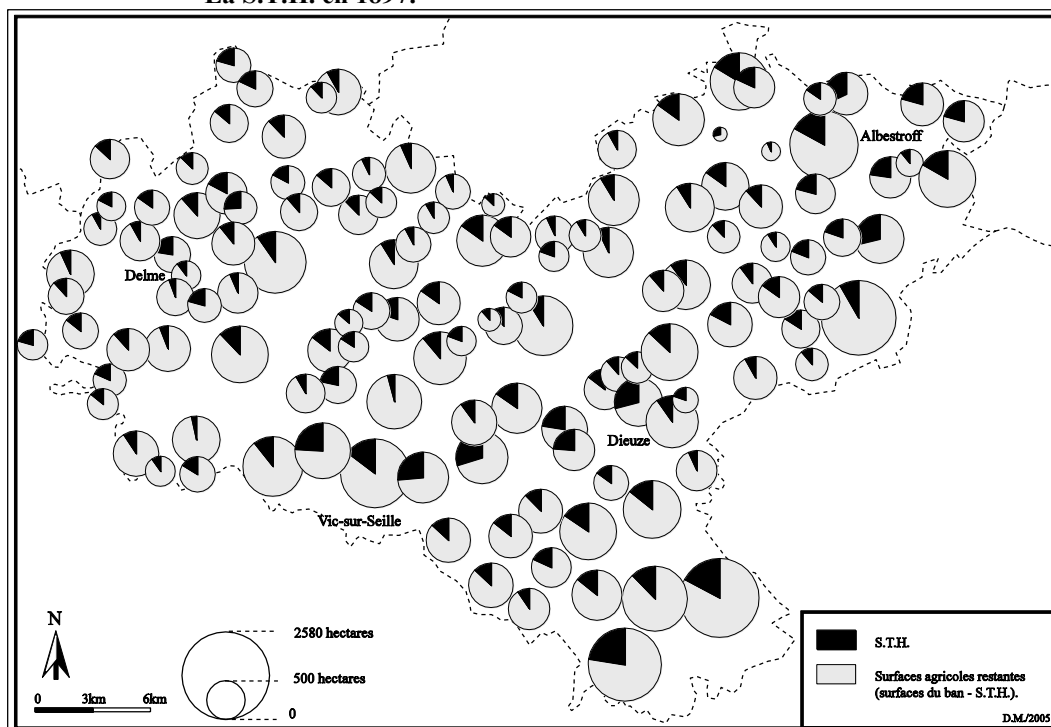 La S.T.H. en 1897.
Albestroff
Delme
Dieuze
Vic-sur-Seille
N
0 3km 6km
2580 hectares
500 hectares
0
S.T.H.
Surfaces agricoles restantes
(surfaces du ban - S.T.H.).
D.M./2005